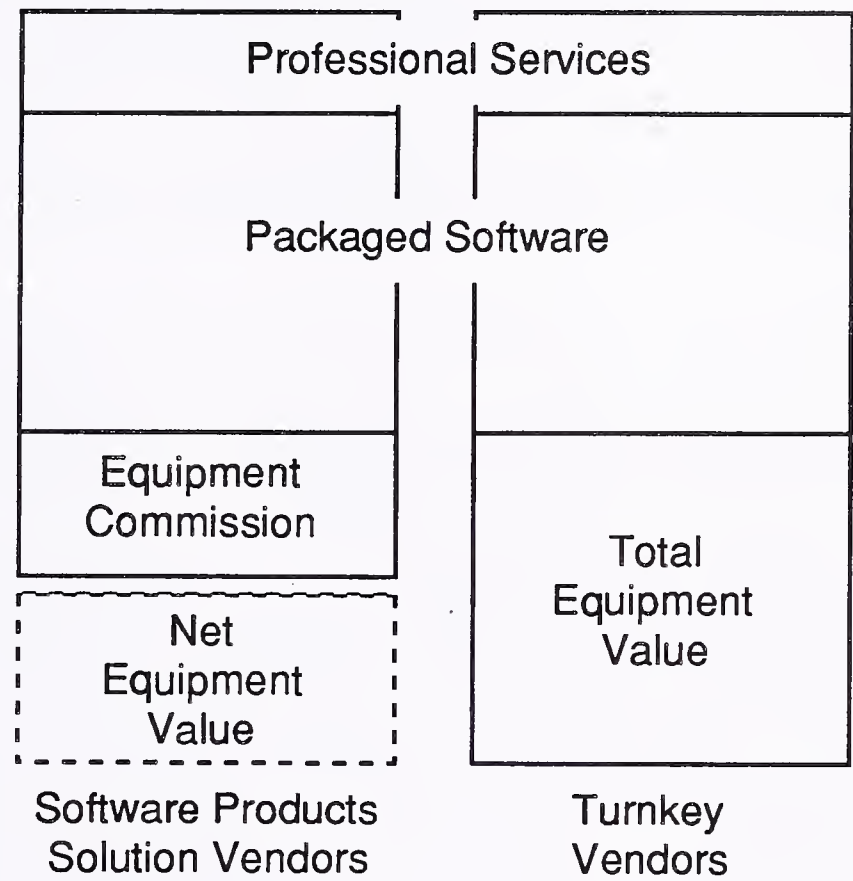 Professional Services
Packaged Software
Equipment
Commission
Net
Equipment
Value
Total
Equipment
Value
Software Products
Solution Vendors
Turnkey
Vendors